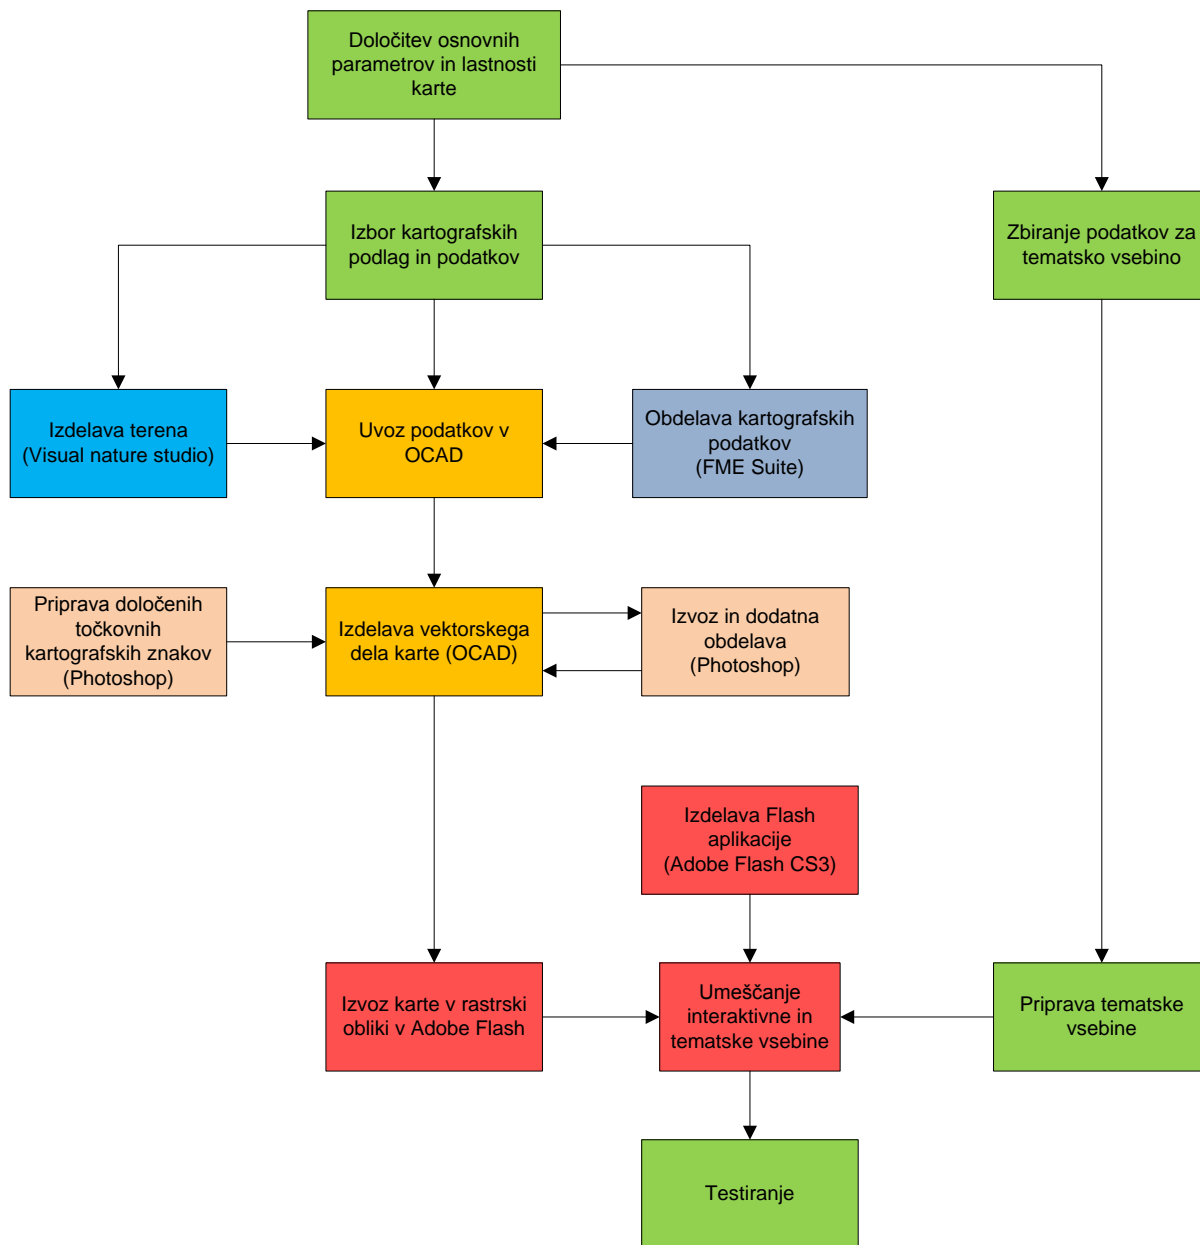 Določitev osnovnih
parametrov in lastnosti
karte
Izbor kartografskih
podlag in podatkov
Zbiranje podatkov za
tematsko vsebino
Izdelava terena
(Visual nature studio)
Uvoz podatkov v
OCAD
Obdelava kartografskih
podatkov
(FME Suite)
Priprava določenih
točkovnih
kartografskih znakov
(Photoshop)
Izdelava vektorskega
dela karte (OCAD)
Izvoz in dodatna
obdelava
(Photoshop)
Izdelava Flash
aplikacije
(Adobe Flash CS3)
Izvoz karte v rastrski
obliki v Adobe Flash
Umeščanje
interaktivne in
tematske vsebine
Priprava tematske
vsebine
Testiranje